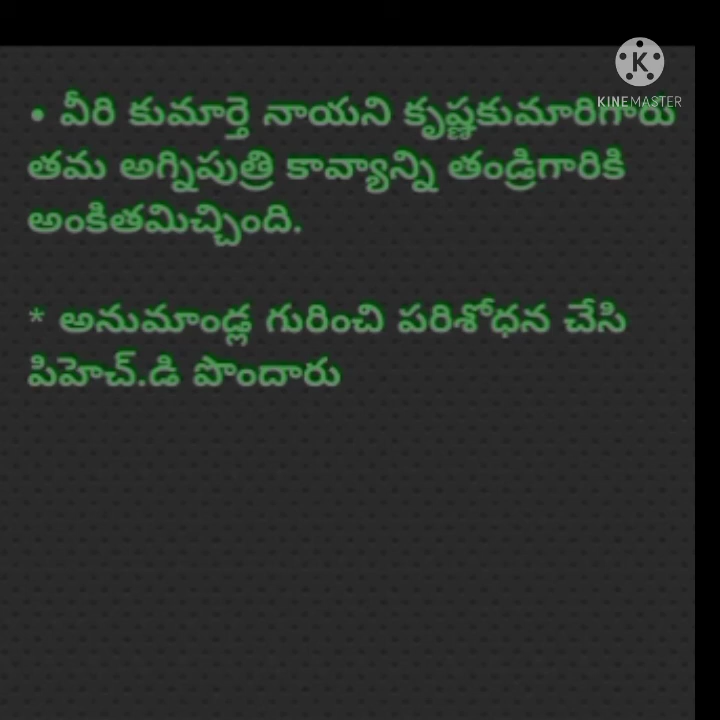 KINEMASTER
• వీరి కుమార్తె నాయని కృష్ణకుమారిగారు
తమ అగ్నిపుత్రి కావ్యాన్ని తండ్రిగారికి
అంకితమిచ్చింది.
* అనుమాండ్ల గురించి పరిశోధన చేసి
పిహెచ్.డి పొందారు